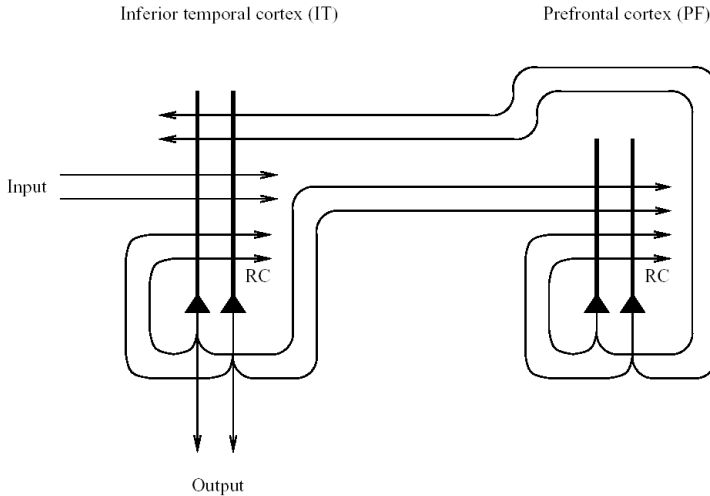 Inferior temporal cortex (IT)
Prefrontal cortex (PF)
Input
RC
RC
Output